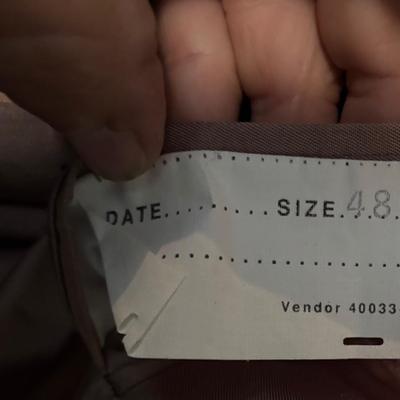 DATE.......... SIZE.48.
Vendor 40033